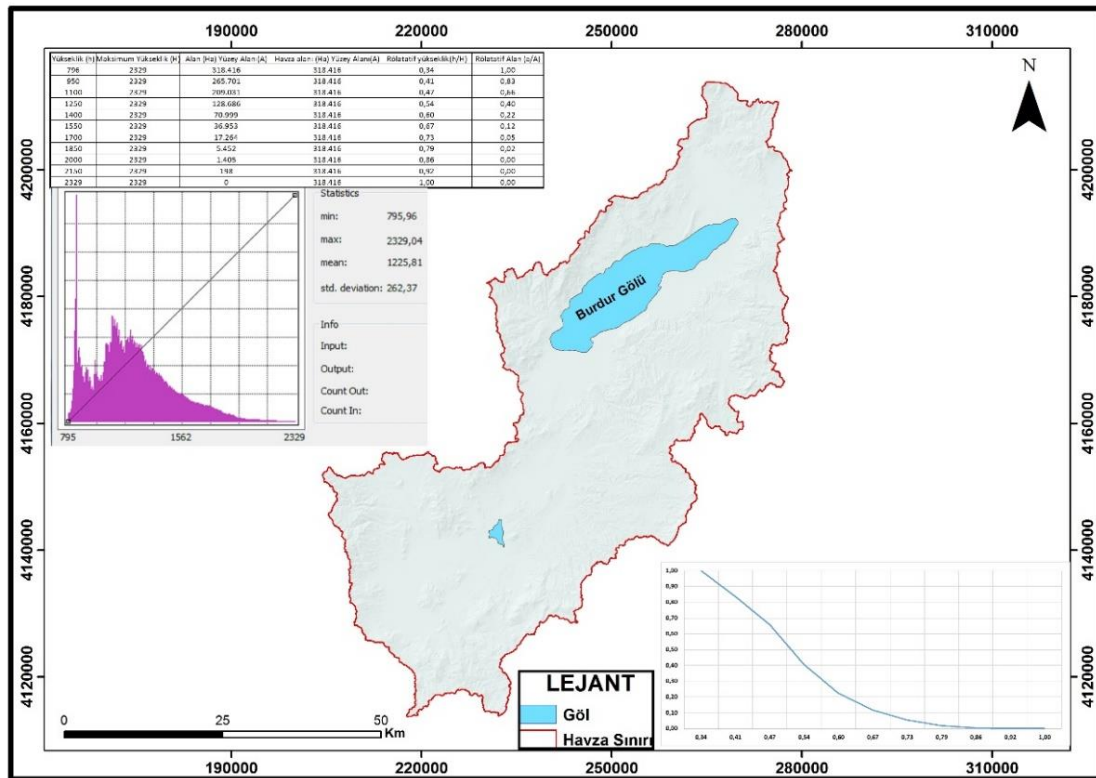 190000 220000 250000 280000 310000
Yükseklik (h) Maksimum Yükseklik (H) Alan (Ha) Yüzey Alanı(A) Havza alanı (Ha) Yüzey Alanı(A) Rölatatif yükseklik(h/H) Rölatatif Alan (a/A)
796 2329 318.416 318.416 0,34 1,00
950 2329 265.701 318.416 0,41 0,83
1100 2329 209.031 318.416 0,47 0,66
1250 2329 128.686 318.416 0,54 0,40
1400 2329 70.999 318.416 0,60 0,22
1550 2329 36.953 318.416 0,67 0,12
1700 2329 17.264 318.416 0,73 0,05
1850 2329 5.452 318.416 0,79 0,02
2000 2329 318.416 0,86 0,00
2150 2329 198 318.416 0,92 0,00
2329 2329 0 318.416 1,00 0,00
N
4200000 4200000
Statistics
min: 795,96
max: 2329,04
mean: 1225,81
std. deviation: 262,37
Info
Input:
Output:
Count Out:
Count In:
795 1562 2329
Burdur Gölü
4180000 4180000
4160000 4160000
4140000 4140000
4120000 4120000
1,00
0,90
0,80
0,70
0,60
0,50
0,40
0,30
0,20
0,10
0,00
0,34 0,41 0,47 0,54 0,60 0,67 0,73 0,79 0,86 0,92 1,00
LEJANT
Göl
Havza Sınırı
0 25 50
Km
190000 220000 250000 280000 310000